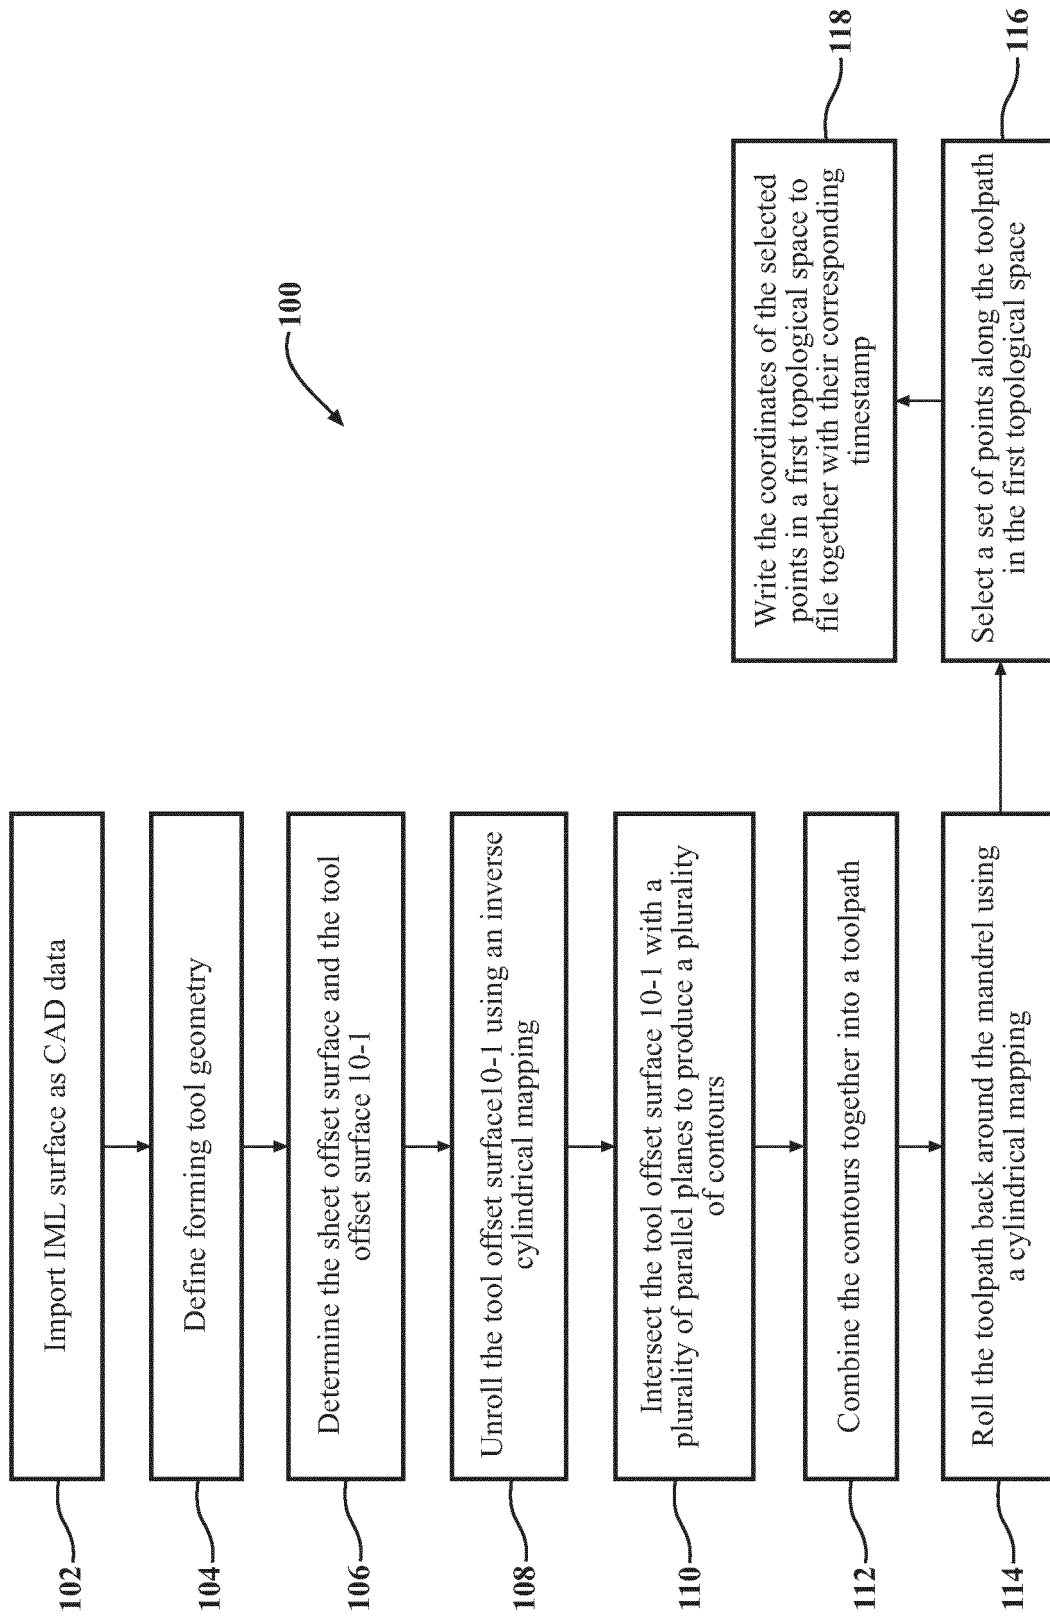 100
102
Import IML surface as CAD data
104
Define forming tool geometry
106
Determine the sheet offset surface and the tool
offset surface 10-1
108
Unroll the tool offset surface10-1 using an inverse
cylindrical mapping
110
Intersect the tool offset surface 10-1 with a
plurality of parallel planes to produce a plurality
of contours
112
Combine the contours together into a toolpath
114
Roll the toolpath back around the mandrel using
a cylindrical mapping
116
Select a set of points along the toolpath
in the first topological space
118
Write the coordinates of the selected
points in a first topological space to
file together with their corresponding
timestamp